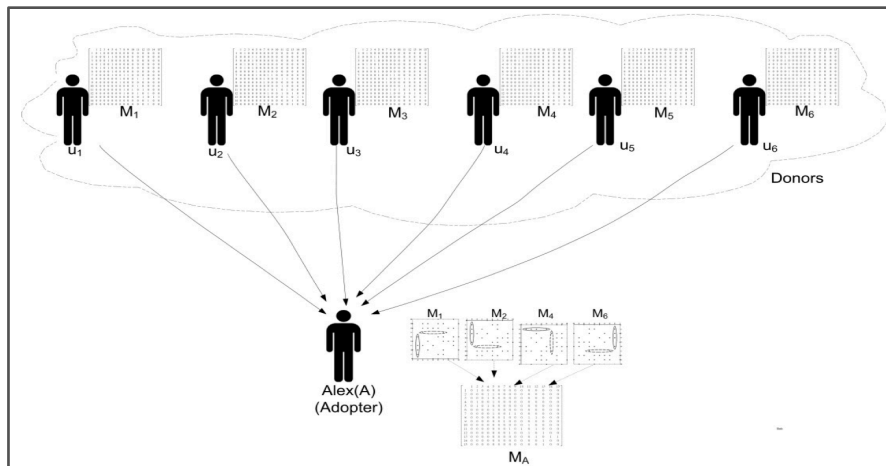 M1 M2 M3 M4 M5 M6
u1 u2 u3 u4 u5 u6
Donors
M1 M2 M4 M6
Alex(A)
(Adopter)
MA